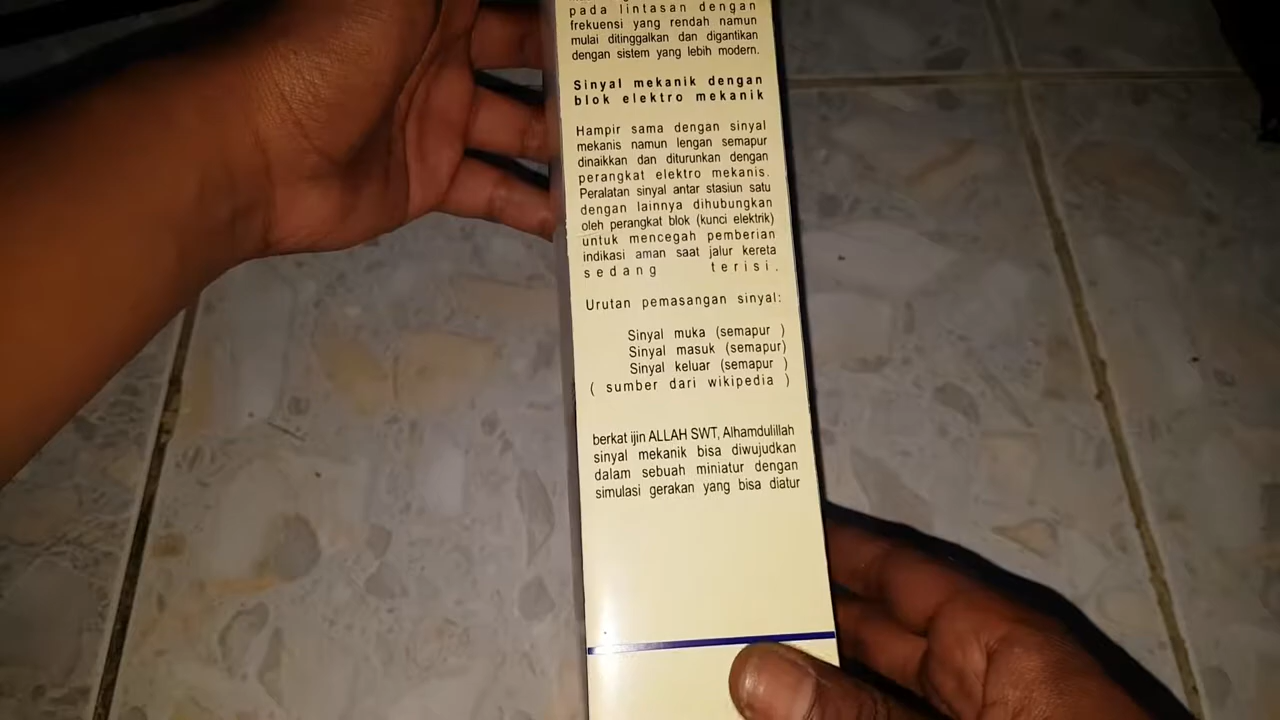 pada lintasan dengan
frekuensi yang rendah namun
mulai ditinggalkan dan digantikan
dengan sistem yang lebih modern.
Sinyal mekanik dengan
blok elektro mekanik
Hampir sama dengan sinyal
mekanis namun lengan semapur
dinaikkan dan diturunkan dengan
perangkat elektro mekanis.
Peralatan sinyal antar stasiun satu
dengan lainnya dihubungkan
oleh perangkat blok (kunci elektrik)
untuk mencegah pemberian
indikasi aman saat jalur kereta
sedang terisi.
Urutan pemasangan sinyal:
Sinyal muka (semapur )
Sinyal masuk (semapur)
Sinyal keluar (semapur )
( sumber dari wikipedia )
berkat ijin ALLAH SWT, Alhamdulillah
sinyal mekanik bisa diwujudkan
dalam sebuah miniatur dengan
simulasi gerakan yang bisa diatur